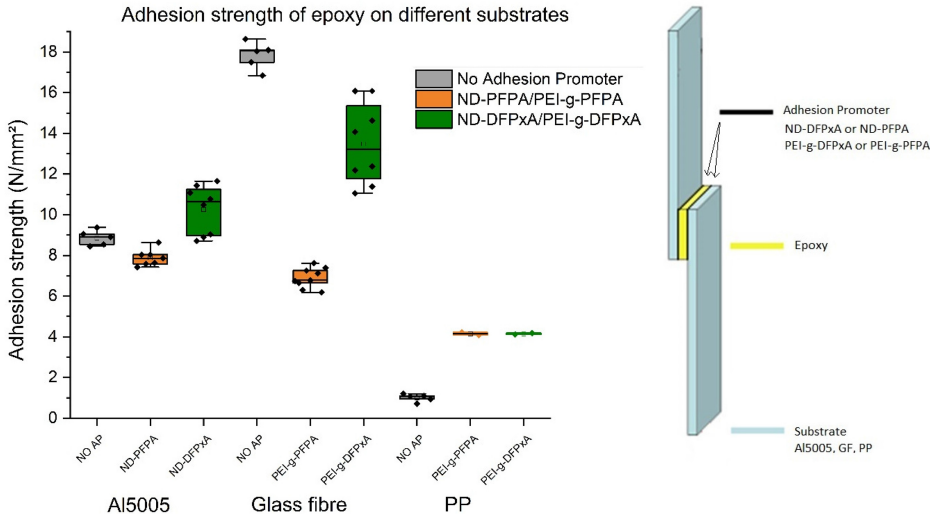 Adhesion strength of epoxy on different substrates
Adhesion strength (N/mm²)
18
16
14
12
10
8
6
4
2
0
No Adhesion Promoter
ND-PFPA/PEI-g-PFPA
ND-DFPxA/PEI-g-DFPxA
NO AP
ND-PFPA
ND-DFPxA
NO AP
PEI-g-PFPA
PEI-g-DFPxA
NO AP
PEI-g-PFPA
PEI-g-DFPxA
Al5005
Glass fibre
PP
Adhesion Promoter
ND-DFPxA or ND-PFPA
PEI-g-DFPxA or PEI-g-PFPA
Epoxy
Substrate
Al5005, GF, PP